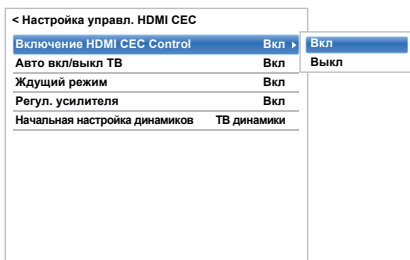 < Настройка управл. HDMI CEC
Включение HDMI CEC Control Вкл
Вкл
Выкл
Авто вкл/выкл ТВ Вкл
Ждущий режим Вкл
Регул. усилителя Вкл
Начальная настройка динамиков ТВ динамики